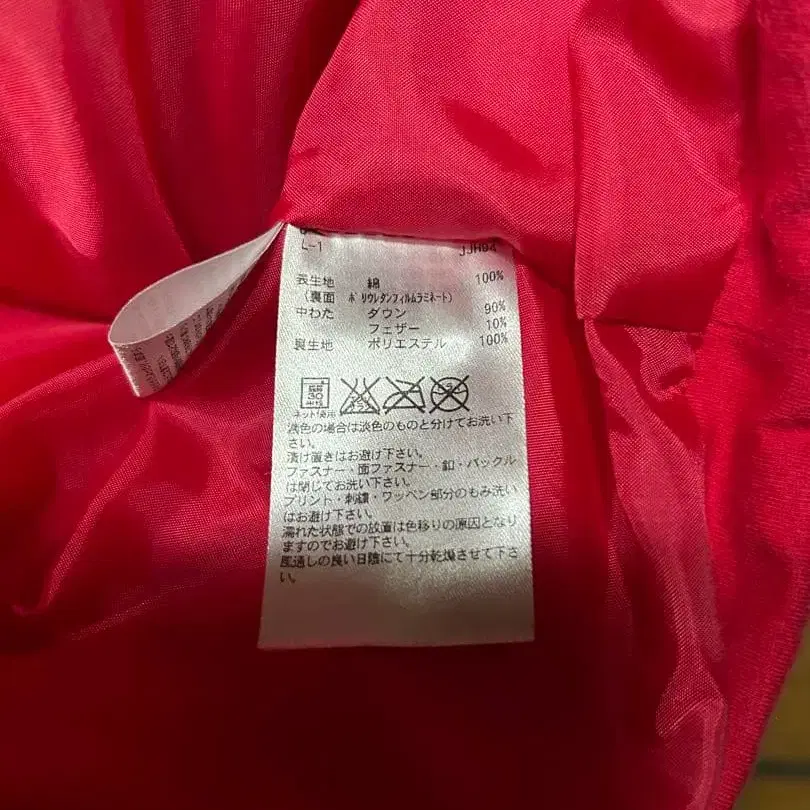 L-1 JJH94
表生地 綿 100%
(裏面 ポリウレタンフィルムラミネート)
中わた ダウン 90%
フェザー 10%
裏生地 ポリエステル 100%
30
ネット使用
淡色の場合は淡色のものと分けてお洗い下
さい。
漬け置きはお避け下さい。
ファスナー・面ファスナー・釦・バックル
は閉じてお洗い下さい。
プリント・刺繍・ワッペン部分のもみ洗い
はお避け下さい。
濡れた状態での放置は色移りの原因となり
ますのでお避け下さい。
風通しの良い日陰にて十分乾燥させて下さ
い。